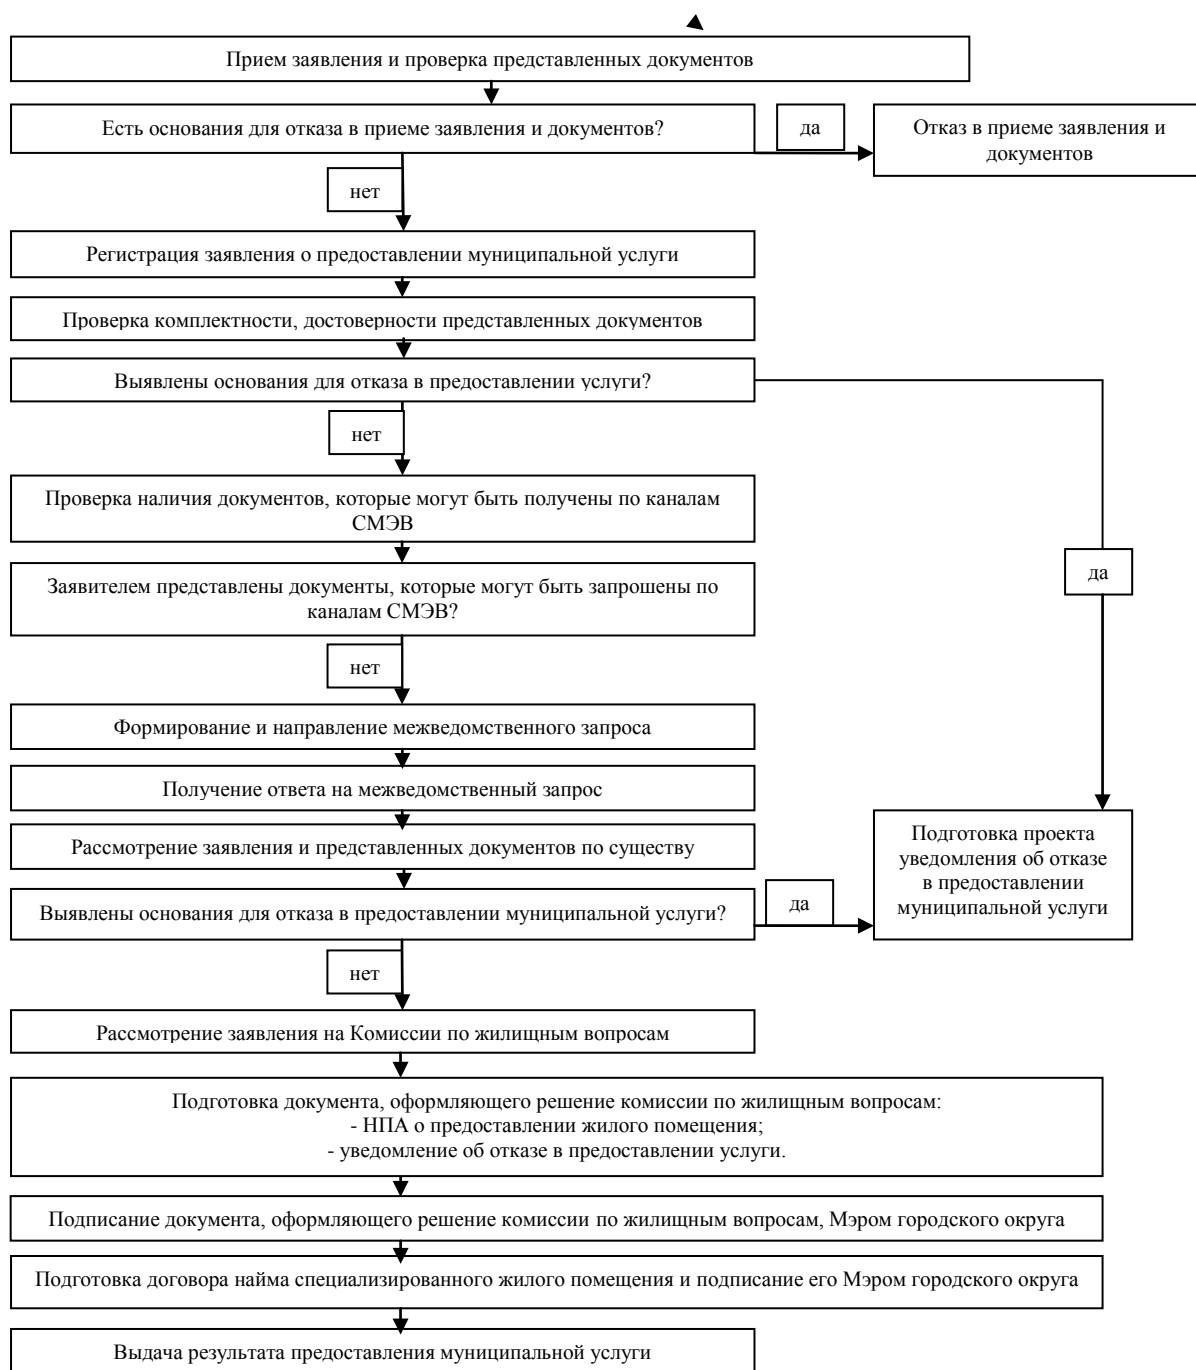 Прием заявления и проверка представленных документов
Есть основания для отказа в приеме заявления и документов?
да
Отказ в приеме заявления и
документов
нет
Регистрация заявления о предоставлении муниципальной услуги
Проверка комплектности, достоверности представленных документов
Выявлены основания для отказа в предоставлении услуги?
нет
Проверка наличия документов, которые могут быть получены по каналам
СМЭВ
Заявителем представлены документы, которые могут быть запрошены по
каналам СМЭВ?
да
нет
Формирование и направление межведомственного запроса
Получение ответа на межведомственный запрос
Рассмотрение заявления и представленных документов по существу
Подготовка проекта
уведомления об отказе
в предоставлении
муниципальной услуги
Выявлены основания для отказа в предоставлении муниципальной услуги?
да
нет
Рассмотрение заявления на Комиссии по жилищным вопросам
Подготовка документа, оформляющего решение комиссии по жилищным вопросам:
- НПА о предоставлении жилого помещения;
- уведомление об отказе в предоставлении услуги.
Подписание документа, оформляющего решение комиссии по жилищным вопросам, Мэром городского округа
Подготовка договора найма специализированного жилого помещения и подписание его Мэром городского округа
Выдача результата предоставления муниципальной услуги